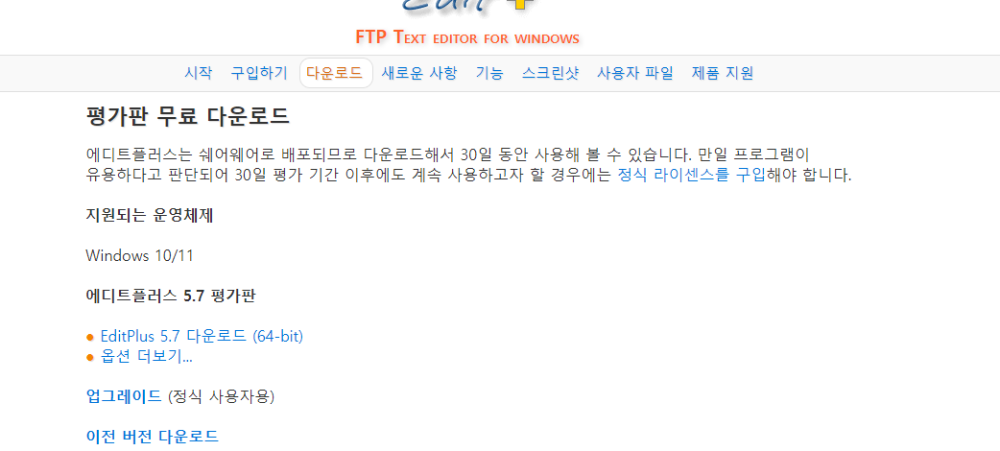 FTP Text editor for windows
시작 구입하기 다운로드 새로운 사항 기능 스크린샷 사용자 파일 제품 지원
평가판 무료 다운로드
에디트플러스는 쉐어웨어로 배포되므로 다운로드해서 30일 동안 사용해 볼 수 있습니다. 만일 프로그램이
유용하다고 판단되어 30일 평가 기간 이후에도 계속 사용하고자 할 경우에는 정식 라이센스를 구입해야 합니다.
지원되는 운영체제
Windows 10/11
에디트플러스 5.7 평가판
● EditPlus 5.7 다운로드 (64-bit)
● 옵션 더보기...
업그레이드 (정식 사용자용)
이전 버전 다운로드